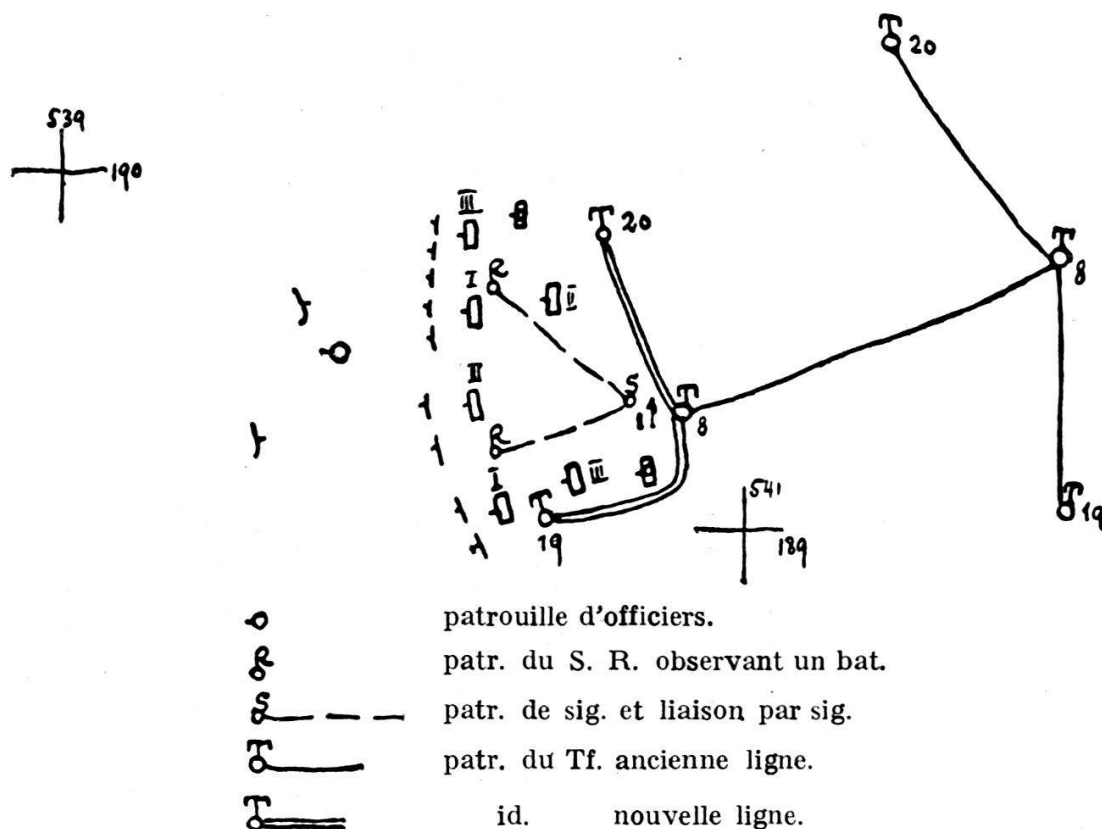 T
20
539
190
III
T
20
T
8
R
I
II
II
S
T
8
R
I
III
T
19
541
189
T
19
patrouille d'officiers.
R
patr. du S. R. observant un bat.
S
patr. de sig. et liaison par sig.
T
patr. du Tf. ancienne ligne.
T
id. nouvelle ligne.